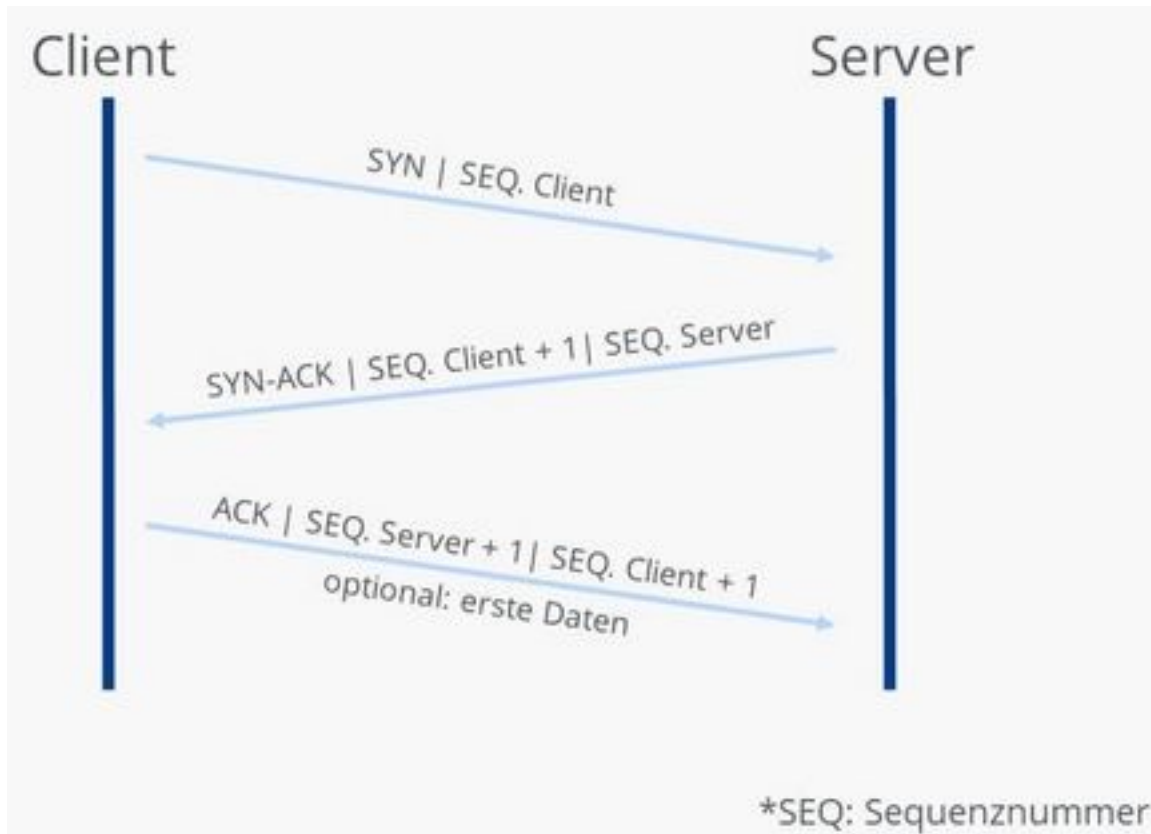 Client
Server
SYN | SEQ. Client
SYN-ACK | SEQ. Client + 1| SEQ. Server
ACK | SEQ. Server + 1| SEQ. Client + 1
optional: erste Daten
*SEQ: Sequenznummer